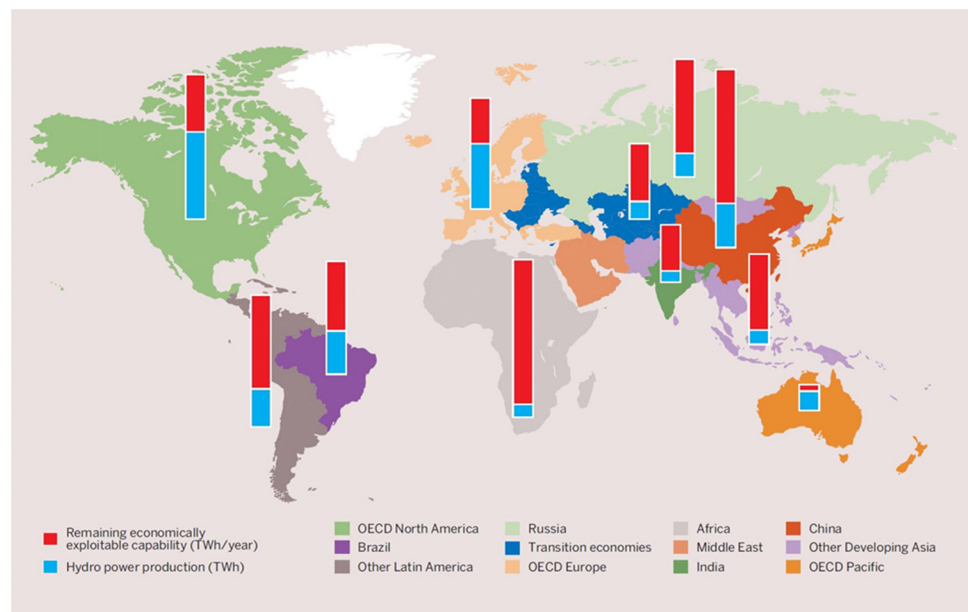 Remaining economically
exploitable capability (TWh/year)
Hydro power production (TWh)
OECD North America
Brazil
Other Latin America
Russia
Transition economies
OECD Europe
Africa
Middle East
India
China
Other Developing Asia
OECD Pacific